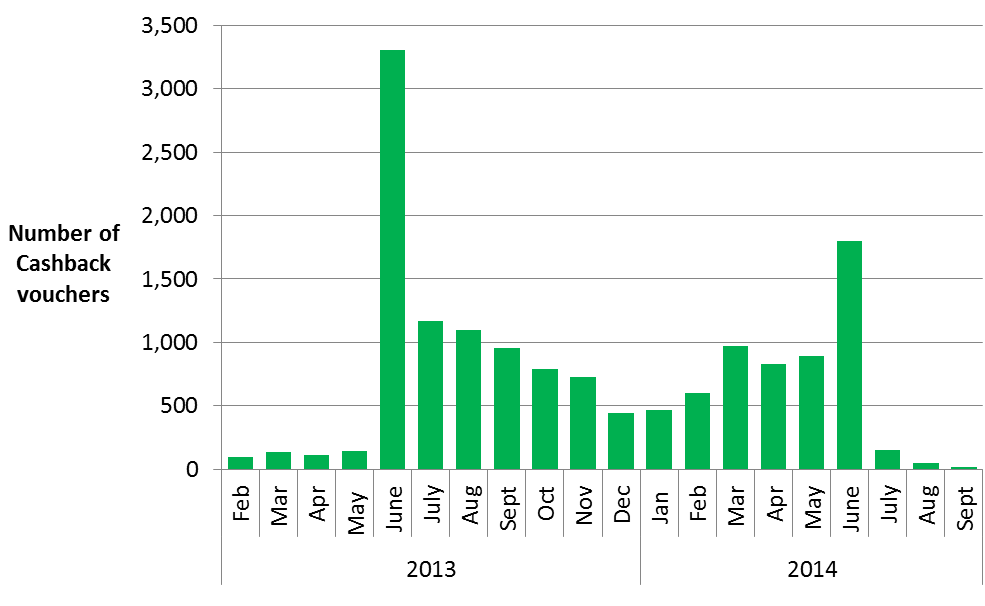 3,500
3,000
2,500
2,000
1,500
1,000
500
0
Number of
Cashback
vouchers
Feb Mar Apr May June July Aug Sept Oct Nov Dec Jan Feb Mar Apr May June July Aug Sept
2013 2014